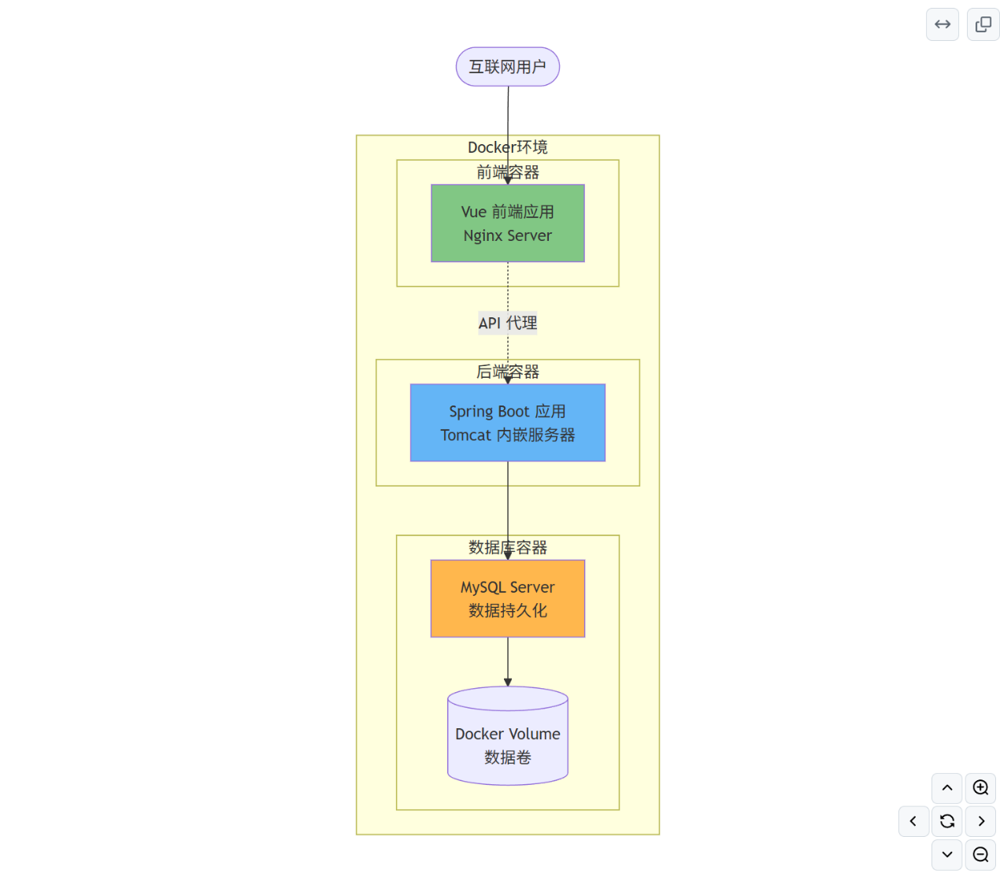 互联网用户
Docker环境
前端容器
Vue 前端应用
Nginx Server
API 代理
后端容器
Spring Boot 应用
Tomcat 内嵌服务器
数据库容器
MySQL Server
数据持久化
Docker Volume
数据卷